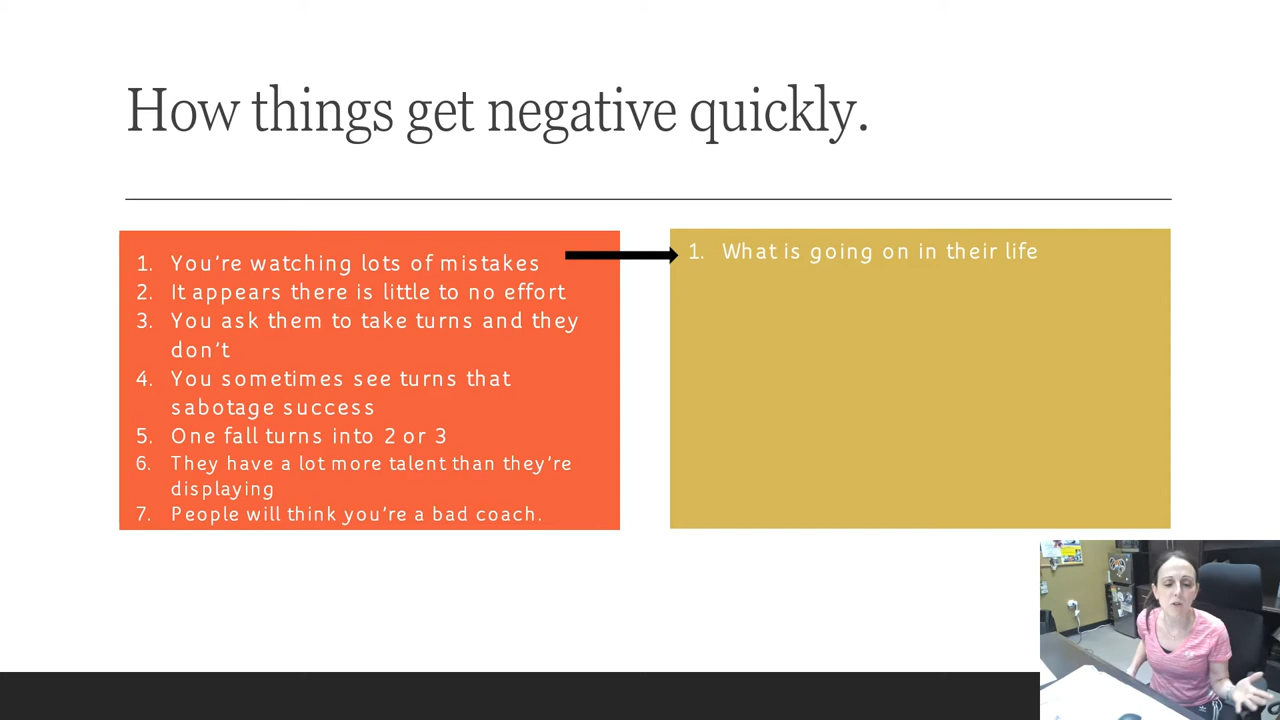 How things get negative quickly.
1. You're watching lots of mistakes
2. It appears there is little to no effort
3. You ask them to take turns and they
don't
4. You sometimes see turns that
sabotage success
5. One fall turns into 2 or 3
6. They have a lot more talent than they're
displaying
7. People will think you're a bad coach.
1. What is going on in their life